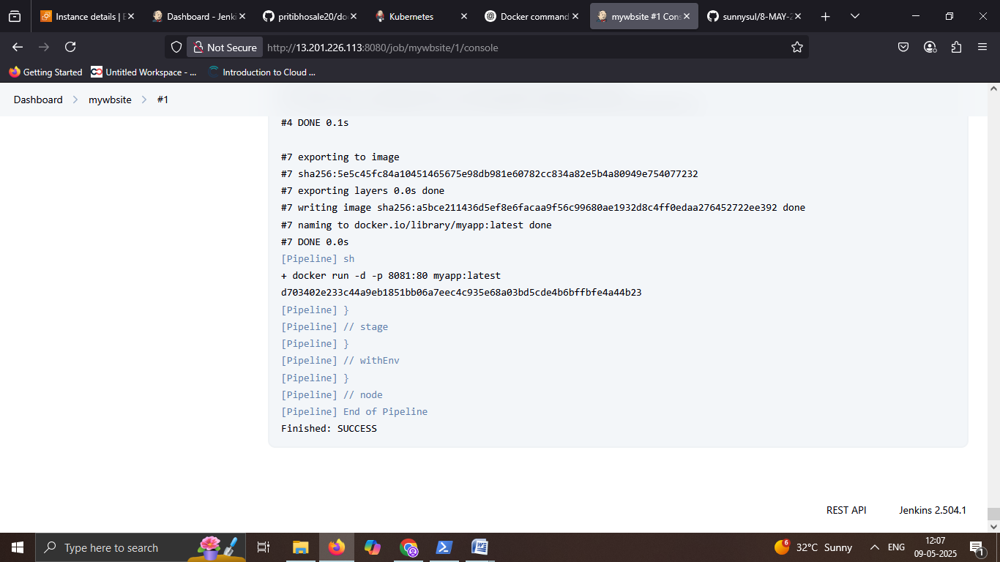 Instance details | E
Dashboard - Jenki
pritibhosale20/do
Kubernetes
Docker command
mywbsite #1 Cons
sunnysul/8-MAY-2
Not Secure
http://13.201.226.113:8080/job/mywbsite/1/console
Getting Started
Untitled Workspace - ...
Introduction to Cloud ...
Dashboard
mywbsite
#1
#4 DONE 0.1s
#7 exporting to image
#7 sha256:5e5c45fc84a10451465675e98db981e60782cc834a82e5b4a80949e754077232
#7 exporting layers 0.0s done
#7 writing image sha256:a5bce211436d5ef8e6facaa9f56c99680ae1932d8c4ff0edaa276452722ee392 done
#7 naming to docker.io/library/myapp:latest done
#7 DONE 0.0s
[Pipeline] sh
+ docker run -d -p 8081:80 myapp:latest
d703402e233c44a9eb1851bb06a7eec4c935e68a03bd5cde4b6bffbfe4a44b23
[Pipeline] }
[Pipeline] // stage
[Pipeline] }
[Pipeline] // withEnv
[Pipeline] }
[Pipeline] // node
[Pipeline] End of Pipeline
Finished: SUCCESS
REST API
Jenkins 2.504.1
Type here to search
6
32°C Sunny
ENG
12:07
09-05-2025
1